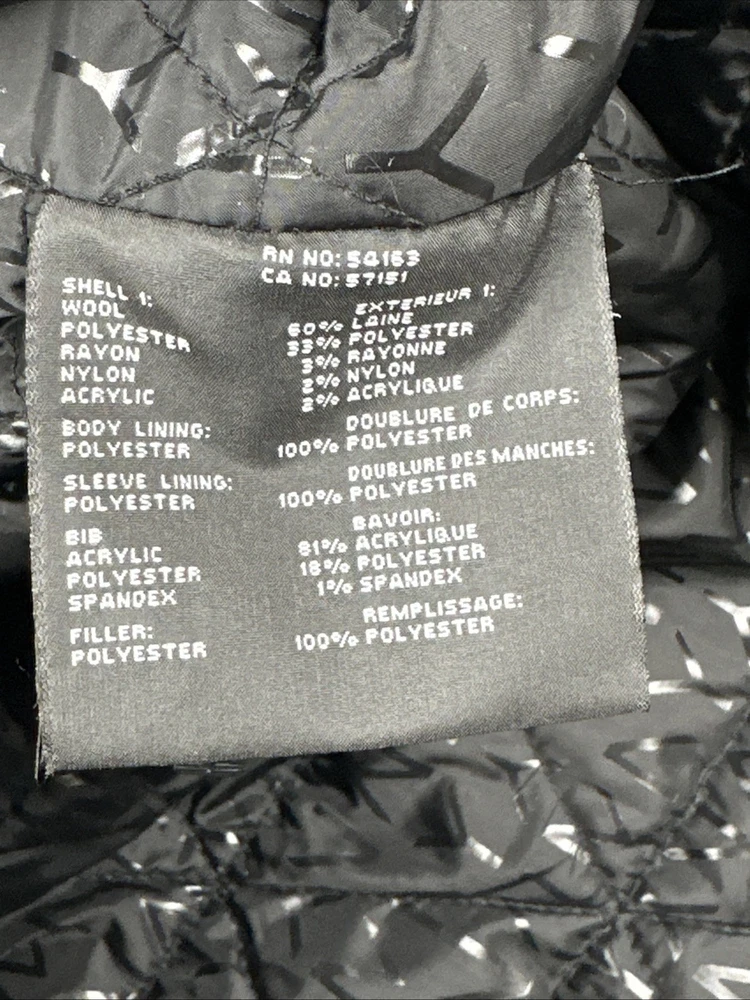 RN NO: 54163
CA NO: 57151
SHELL 1: EXTERIEUR 1:
WOOL 60% LAINE
POLYESTER 33% POLYESTER
RAYON 3% RAYONNE
NYLON 2% NYLON
ACRYLIC 2% ACRYLIQUE
BODY LINING: DOUBLURE DE CORPS:
POLYESTER 100% POLYESTER
SLEEVE LINING: DOUBLURE DES MANCHES:
POLYESTER 100% POLYESTER
BIB BAVOIR:
ACRYLIC 81% ACRYLIQUE
POLYESTER 18% POLYESTER
SPANDEX 1% SPANDEX
FILLER: REMPLISSAGE:
POLYESTER 100% POLYESTER